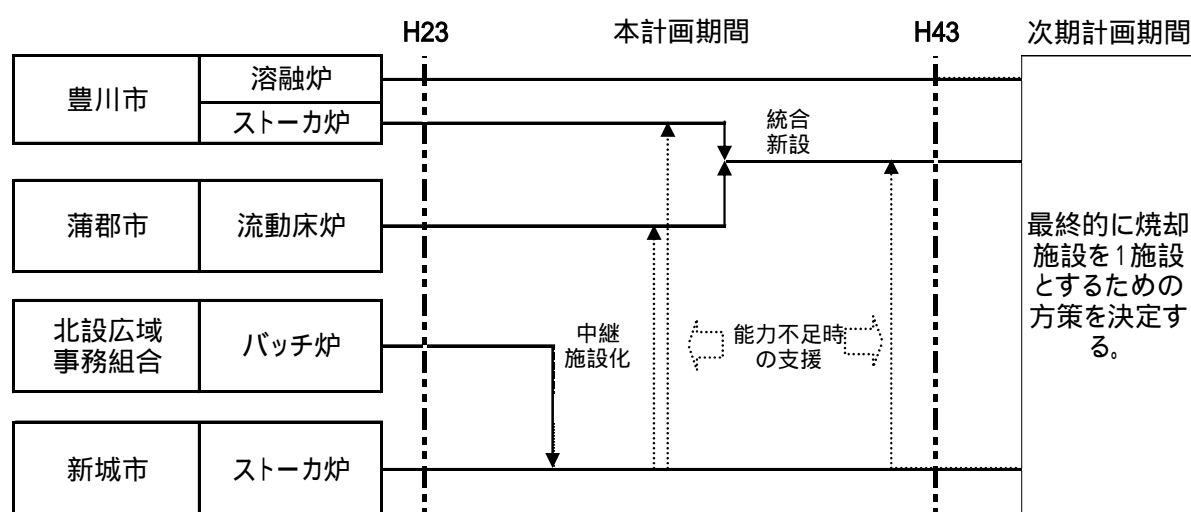 H23 本計画期間 H43 次期計画期間
豊川市 溶融炉
ストーカ炉
統合
新設
蒲郡市 流動床炉
最終的に焼却
施設を1施設
とするための
方策を決定す
る。
北設広域
事務組合
バッチ炉
中継
施設化
能力不足時
の支援
新城市 ストーカ炉